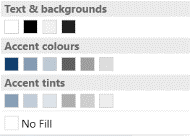 Text & backgrounds
Accent colours
Accent tints
No Fill